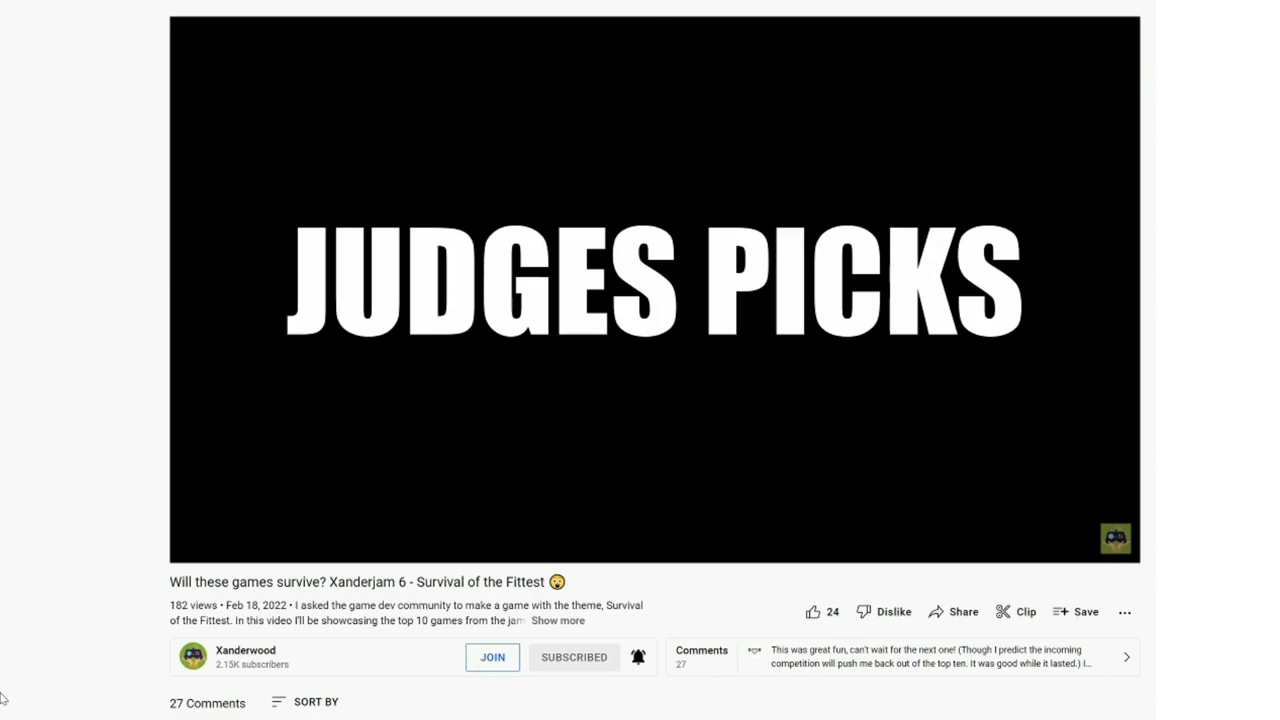 JUDGES PICKS
Will these games survive? Xanderjam 6 - Survival of the Fittest 😲
182 views • Feb 18, 2022 • I asked the game dev community to make a game with the theme, Survival
of the Fittest. In this video I'll be showcasing the top 10 games from the jam Show more
24 Dislike Share Clip Save ...
Xanderwood
2.15K subscribers
JOIN SUBSCRIBED
Comments
27
This was great fun, can't wait for the next one! (Though I predict the incoming
competition will push me back out of the top ten. It was good while it lasted.) I...
27 Comments SORT BY